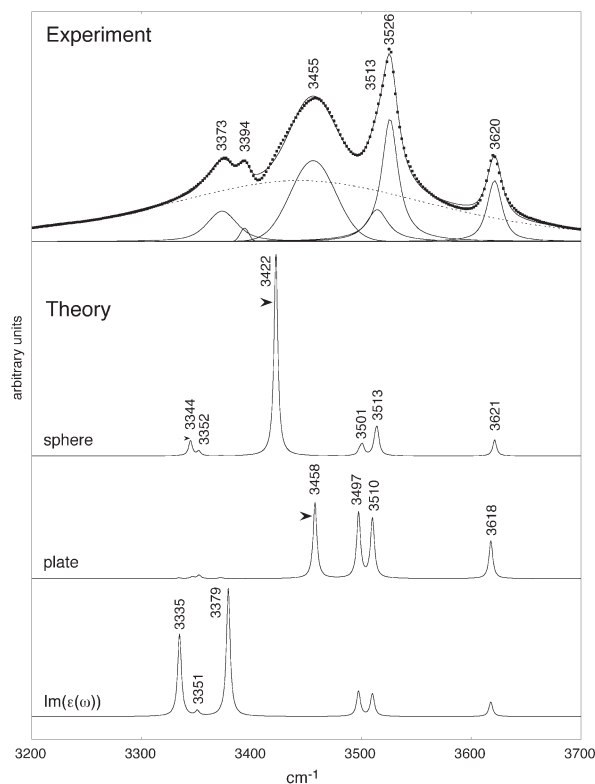 Experiment
3373
3394
3455
3513
3526
3620
Theory
arbitrary units
sphere
3344
3352
3422
3501
3513
3621
plate
3458
3497
3510
3618
Im(ε(ω))
3335
3351
3379
3200 3300 3400 3500 3600 3700
cm-1